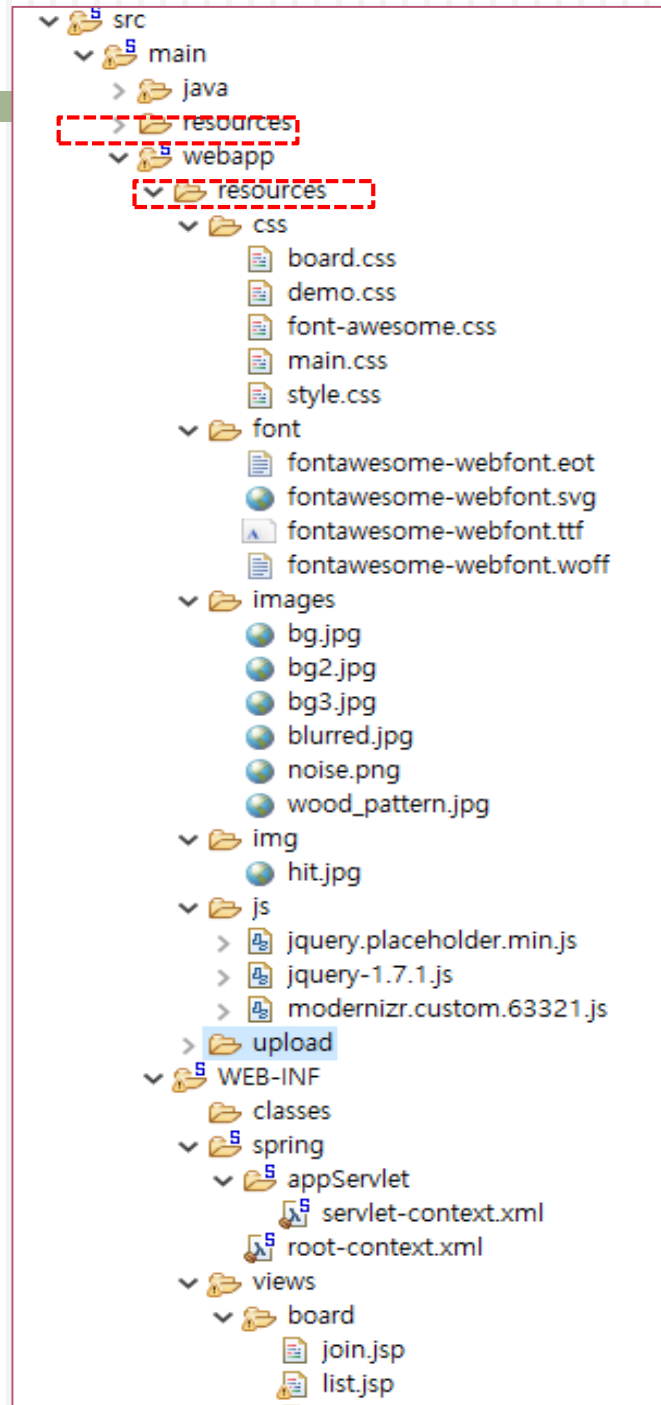 src
main
java
resources
webapp
resources
css
board.css
demo.css
font-awesome.css
main.css
style.css
font
fontawesome-webfont.eot
fontawesome-webfont.svg
fontawesome-webfont.ttf
fontawesome-webfont.woff
images
bg.jpg
bg2.jpg
bg3.jpg
blurred.jpg
noise.png
wood_pattern.jpg
img
hit.jpg
js
jquery.placeholder.min.js
jquery-1.7.1.js
modernizr.custom.63321.js
upload
WEB-INF
classes
spring
appServlet
servlet-context.xml
root-context.xml
views
board
join.jsp
list.jsp